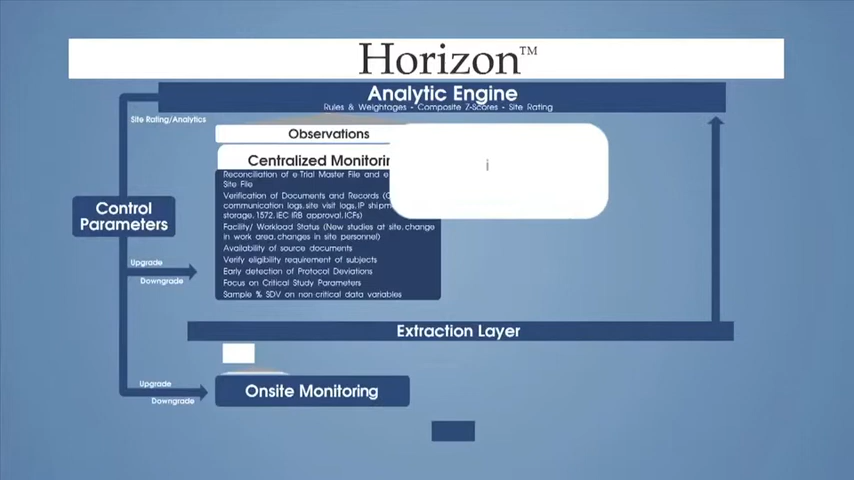 Horizon™
Analytic Engine
Rules & Weightages - Composite Z-Scores - Site Rating
Site Rating/Analytics
Observations
Centralized Monitorin
Reconciliation of e Trial Master File and e
Site File
Verification of Documents and Records (
communication logs, site visit logs, IP shipm
storage, 1572, IEC IRB approval, ICFs)
Facility/ Workload Status (New studies at site, change
in work area, changes in site personnel)
Availability of source documents
Verify eligibility requirement of subjects
Early detection of Protocol Deviations
Focus on Critical Study Parameters
Sample % SDV on non critical data variables
i
Control
Parameters
Upgrade
Downgrade
Extraction Layer
Upgrade
Downgrade
Onsite Monitoring